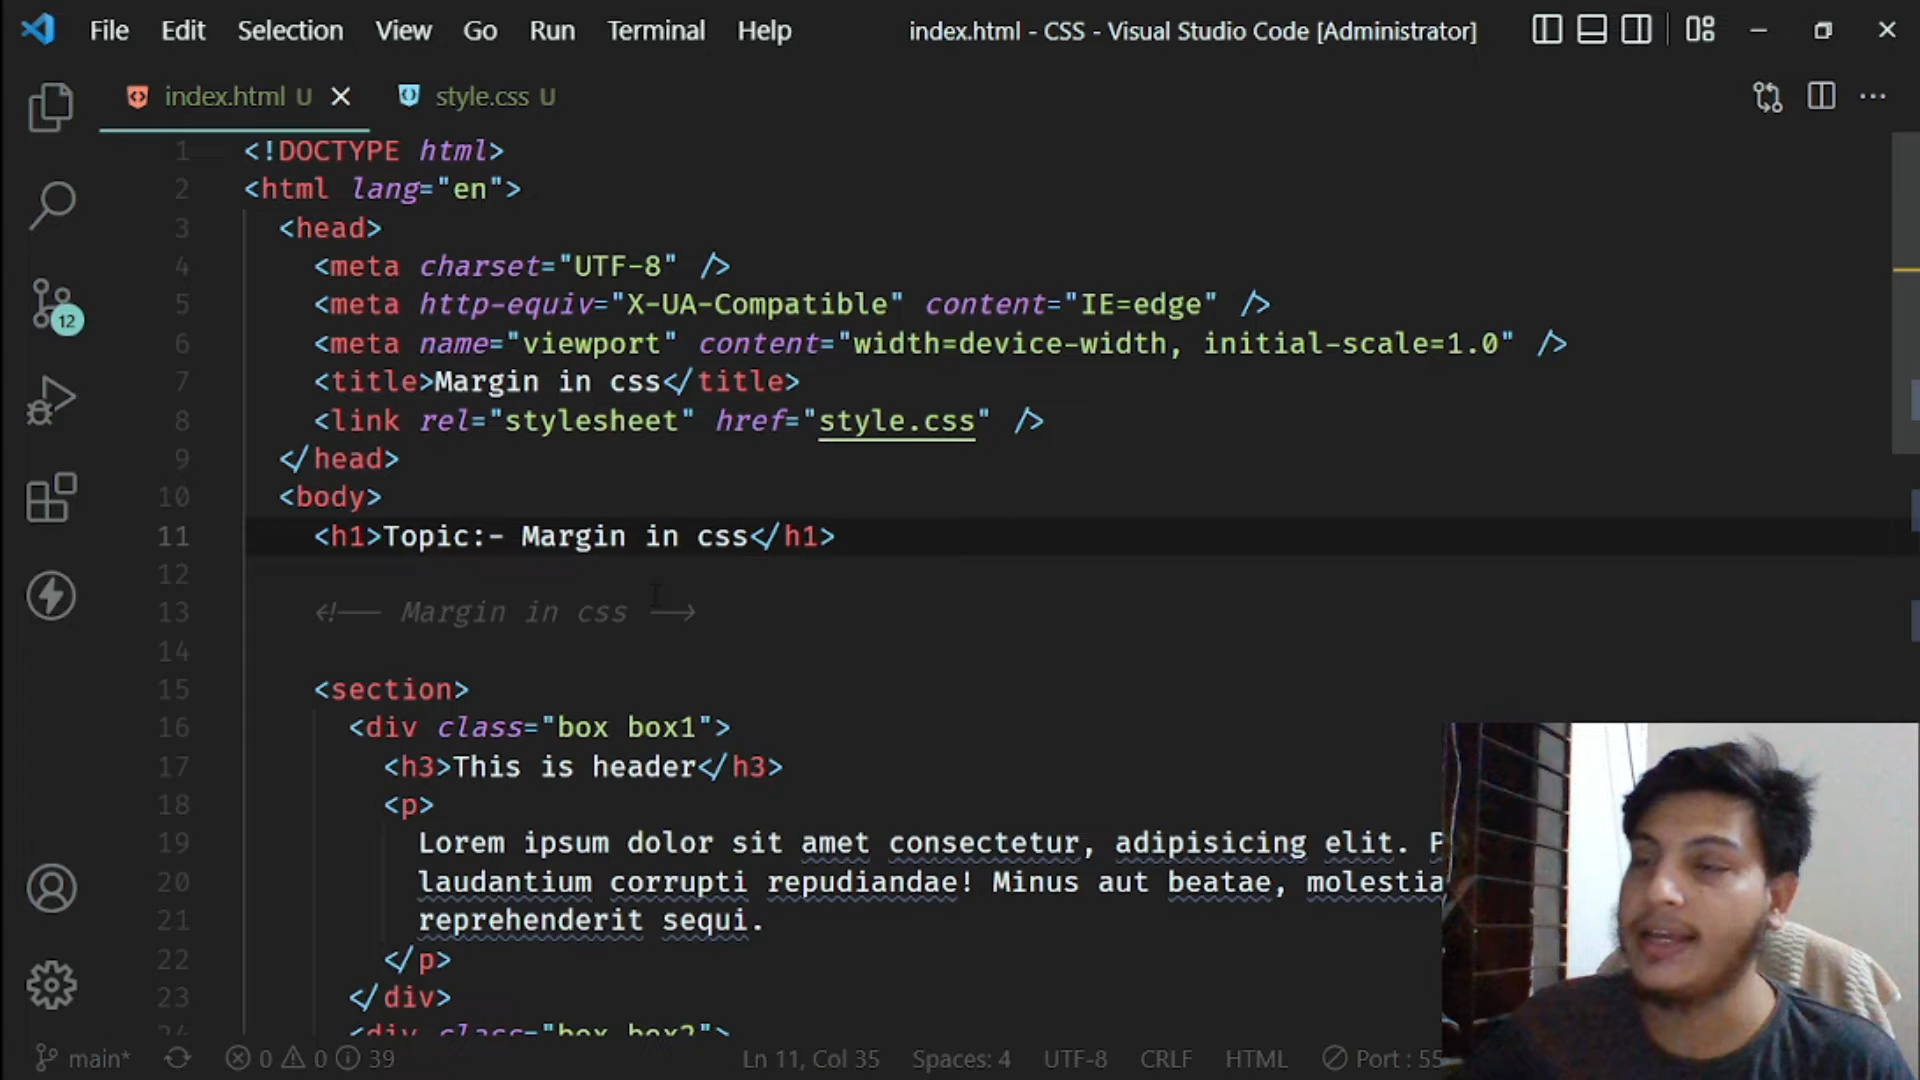 File Edit Selection View Go Run Terminal Help index.html - CSS - Visual Studio Code [Administrator]
index.html U style.css U
1 <!DOCTYPE html>
2 <html lang="en">
3 <head>
4 <meta charset="UTF-8" />
5 <meta http-equiv="X-UA-Compatible" content="IE=edge" />
6 <meta name="viewport" content="width=device-width, initial-scale=1.0" />
7 <title>Margin in css</title>
8 <link rel="stylesheet" href="style.css" />
9 </head>
10 <body>
11 <h1>Topic:- Margin in css</h1>
12
13 <!-- Margin in css -->
14
15 <section>
16 <div class="box box1">
17 <h3>This is header</h3>
18 <p>
19 Lorem ipsum dolor sit amet consectetur, adipisicing elit. P
20 laudantium corrupti repudiandae! Minus aut beatae, molestia
21 reprehenderit sequi.
22 </p>
23 </div>
24 <div class="box box2">
12
main* 0 0 39 Ln 11, Col 35 Spaces: 4 UTF-8 CRLF HTML Port : 55